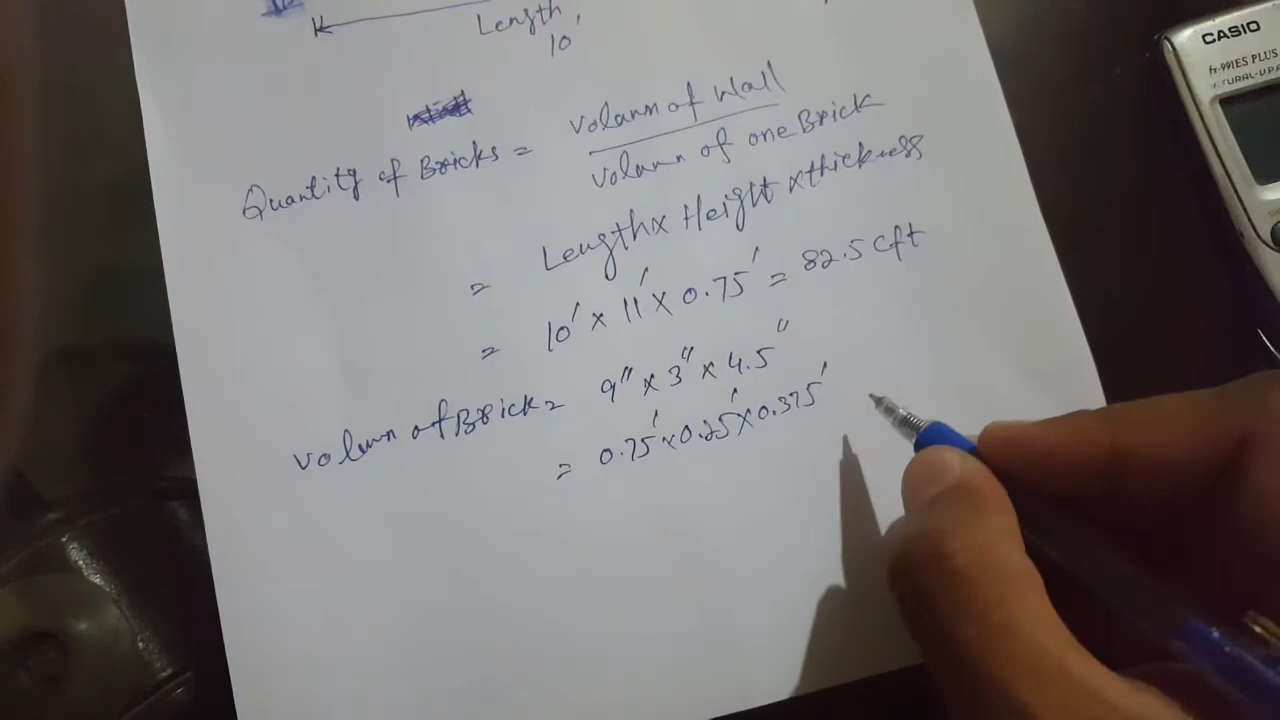 Length
10'
Quantity of Bricks = Volumn of Wall
Volumn of one Brick
= Length x Height x thickness
= 10' x 11' x 0.75' = 82.5 Cft
Volumn of Brick = 9" x 3" x 4.5"
= 0.75' x 0.25' x 0.375'
CASIO
fx-991ES PLUS